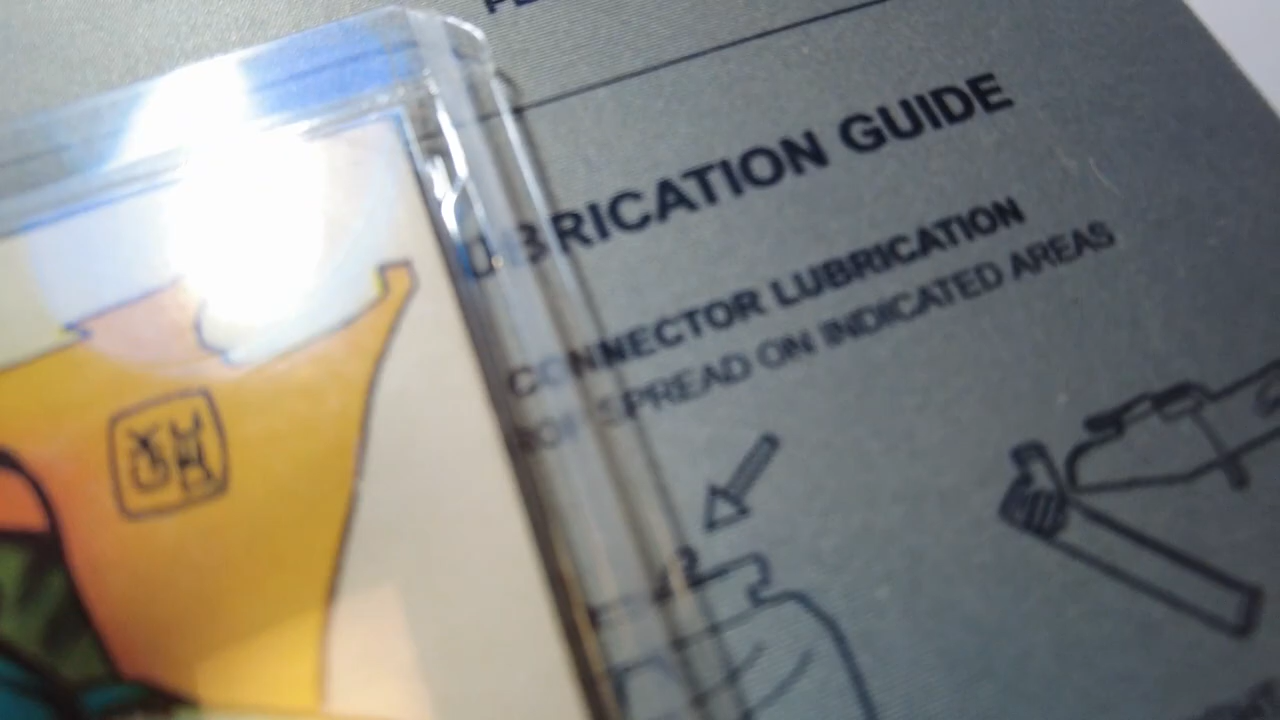 LUBRICATION GUIDE
CONNECTOR LUBRICATION
SPREAD ON INDICATED AREAS